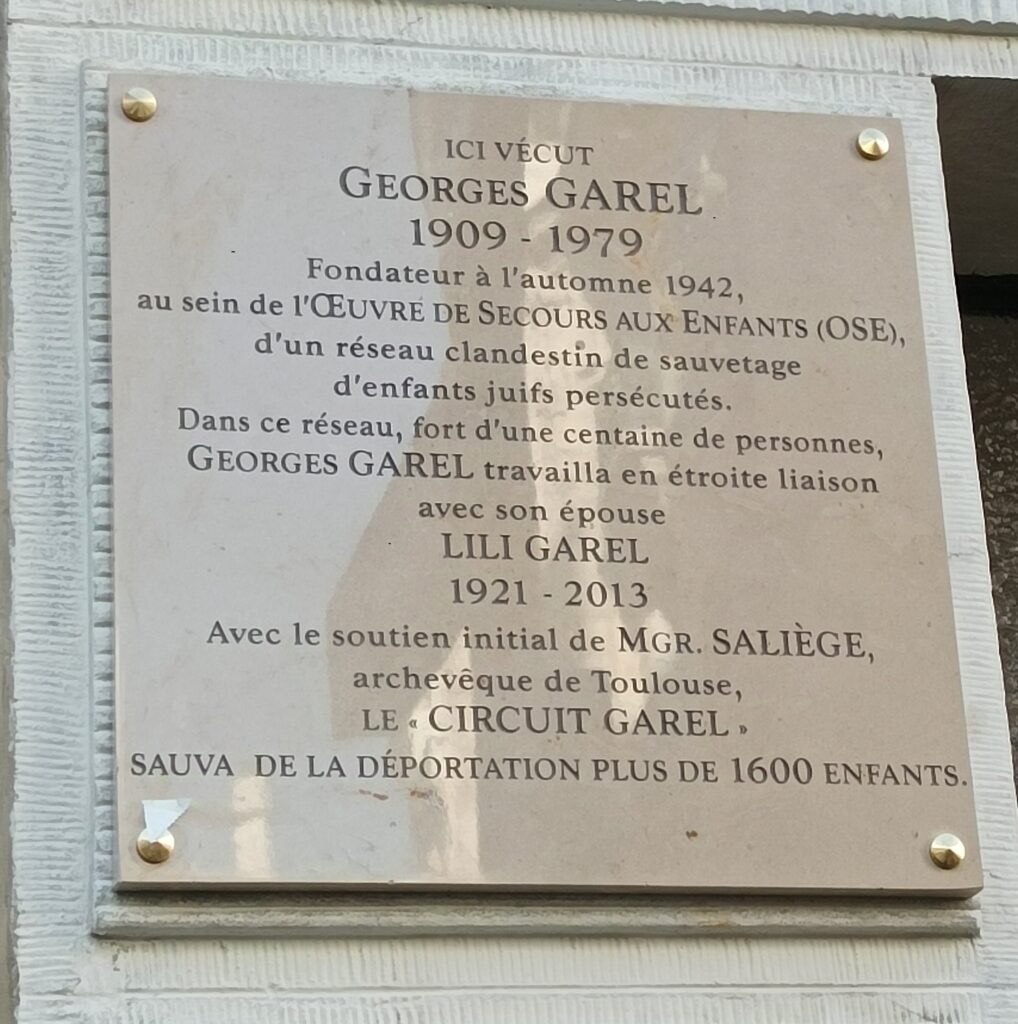 ICI VÉCUT
GEORGES GAREL
1909 - 1979
Fondateur à l'automne 1942,
au sein de l'ŒUVRE DE SECOURS AUX ENFANTS (OSE),
d'un réseau clandestin de sauvetage
d'enfants juifs persécutés.
Dans ce réseau, fort d'une centaine de personnes,
GEORGES GAREL travailla en étroite liaison
avec son épouse
LILI GAREL
1921 - 2013
Avec le soutien initial de MGR. SALIÈGE,
archevêque de Toulouse,
LE « CIRCUIT GAREL »
SAUVA DE LA DÉPORTATION PLUS DE 1600 ENFANTS.